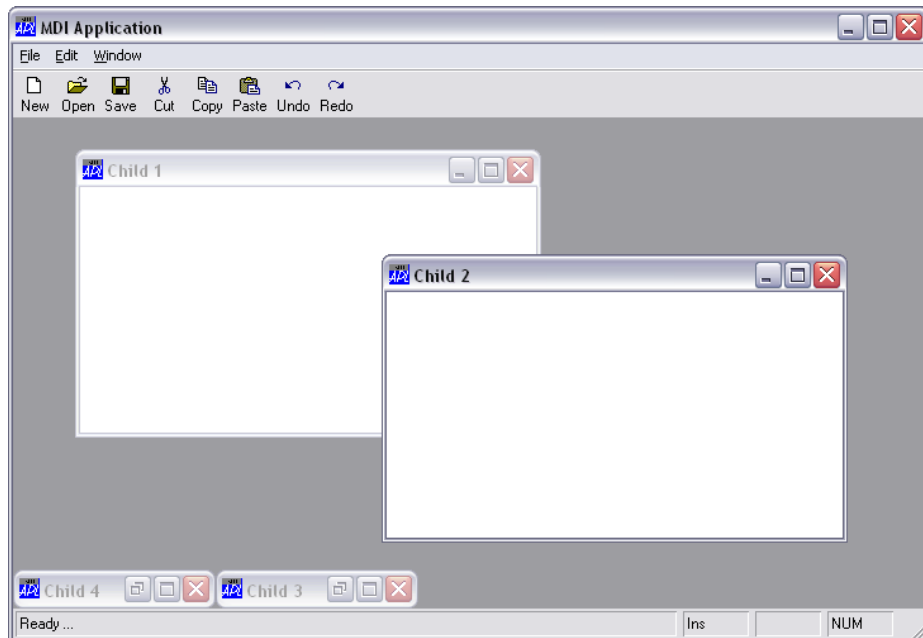 MDI Application
File Edit Window
New Open Save Cut Copy Paste Undo Redo
Child 1
Child 2
Child 4
Child 3
Ready ...
Ins
NUM